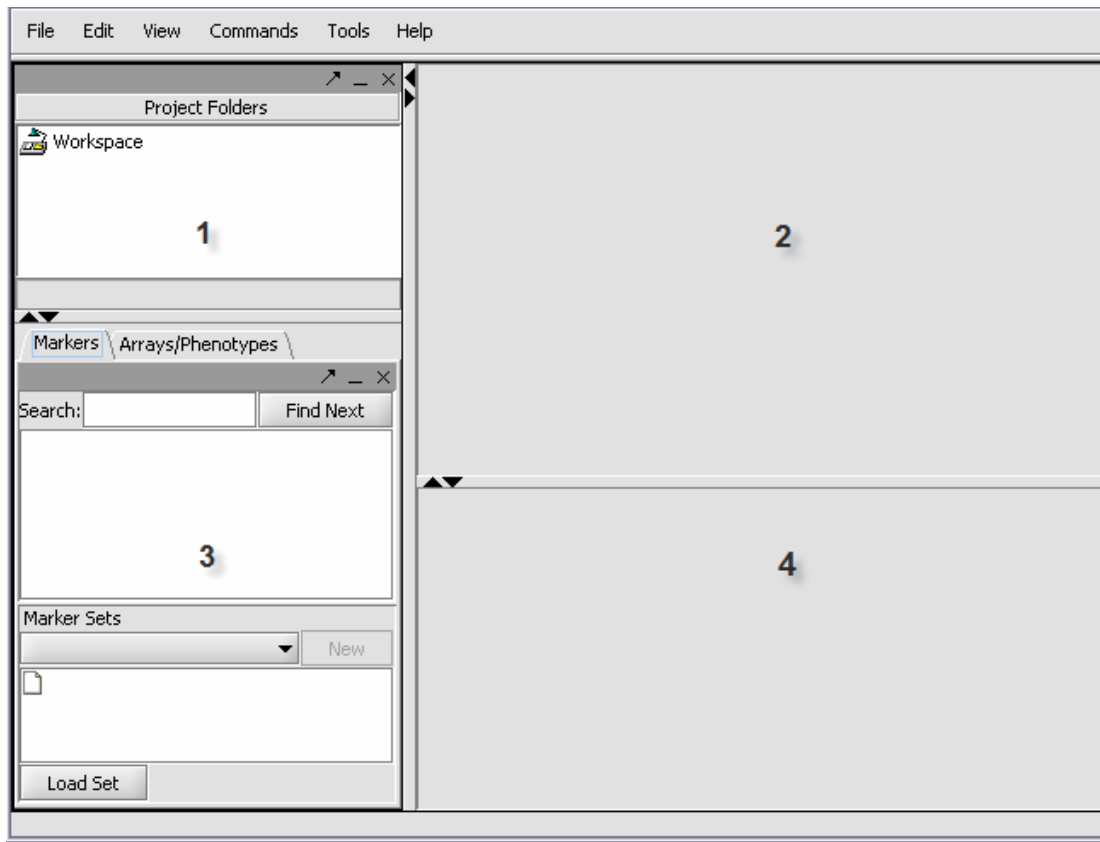 File Edit View Commands Tools Help
Project Folders
Workspace
1
2
Markers Arrays/Phenotypes
Search: Find Next
3
4
Marker Sets
New
Load Set